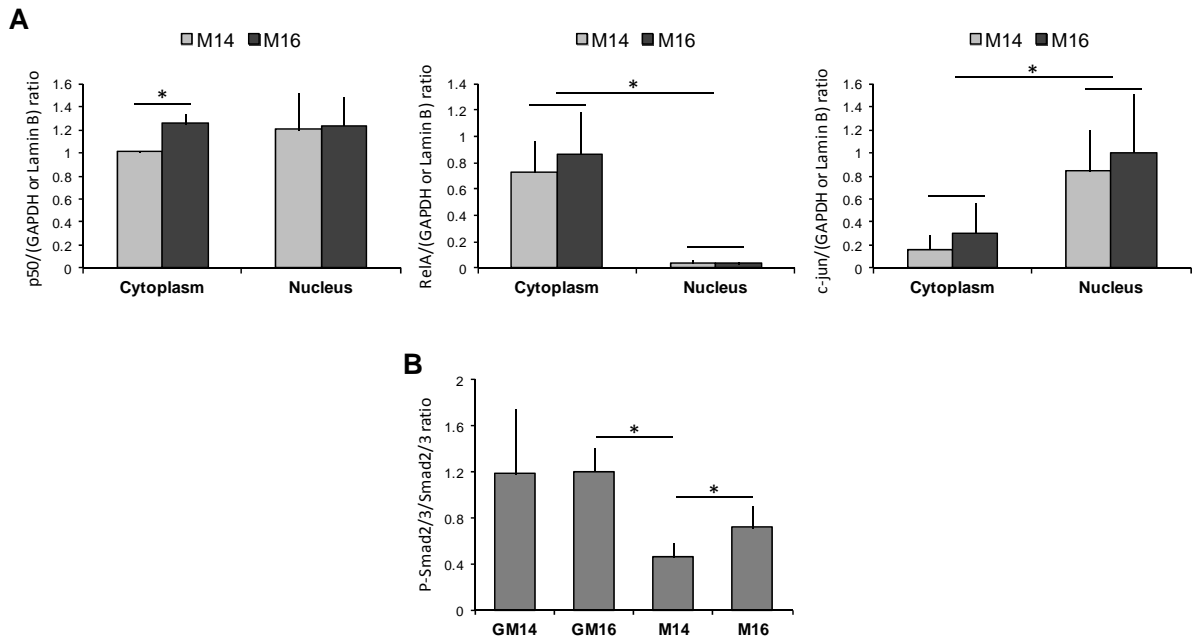 A
M14 M16
p50/(GAPDH or Lamin B) ratio
1.6
1.4
1.2
1
0.8
0.6
0.4
0.2
0
*
Cytoplasm Nucleus
M14 M16
RelA/(GAPDH or Lamin B) ratio
1.4
1.2
1
0.8
0.6
0.4
0.2
0
*
Cytoplasm Nucleus
M14 M16
c-jun/(GAPDH or Lamin B) ratio
1.6
1.4
1.2
1
0.8
0.6
0.4
0.2
0
*
Cytoplasm Nucleus
B
P-Smad2/3/Smad2/3 ratio
2
1.6
1.2
0.8
0.4
0
*
*
GM14 GM16 M14 M16